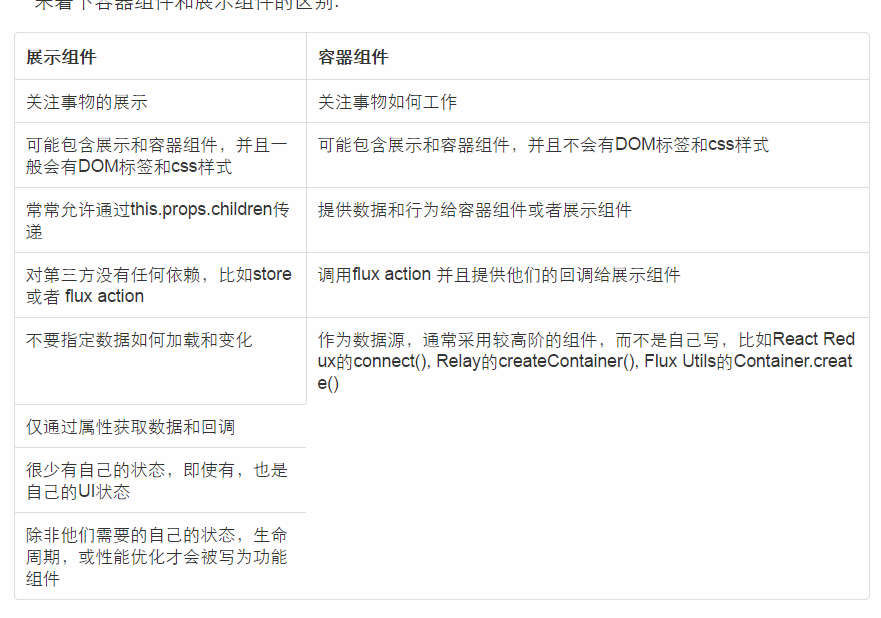 来看下容器组件和展示组件的区别:
展示组件
容器组件
关注事物的展示
关注事物如何工作
可能包含展示和容器组件，并且一
般会有DOM标签和css样式
可能包含展示和容器组件，并且不会有DOM标签和css样式
常常允许通过this.props.children传
递
提供数据和行为给容器组件或者展示组件
对第三方没有任何依赖，比如store
或者 flux action
调用flux action 并且提供他们的回调给展示组件
不要指定数据如何加载和变化
作为数据源，通常采用较高阶的组件，而不是自己写，比如React Red
ux的connect(), Relay的createContainer(), Flux Utils的Container.creat
e()
仅通过属性获取数据和回调
很少有自己的状态，即使有，也是
自己的UI状态
除非他们需要的自己的状态，生命
周期，或性能优化才会被写为功能
组件